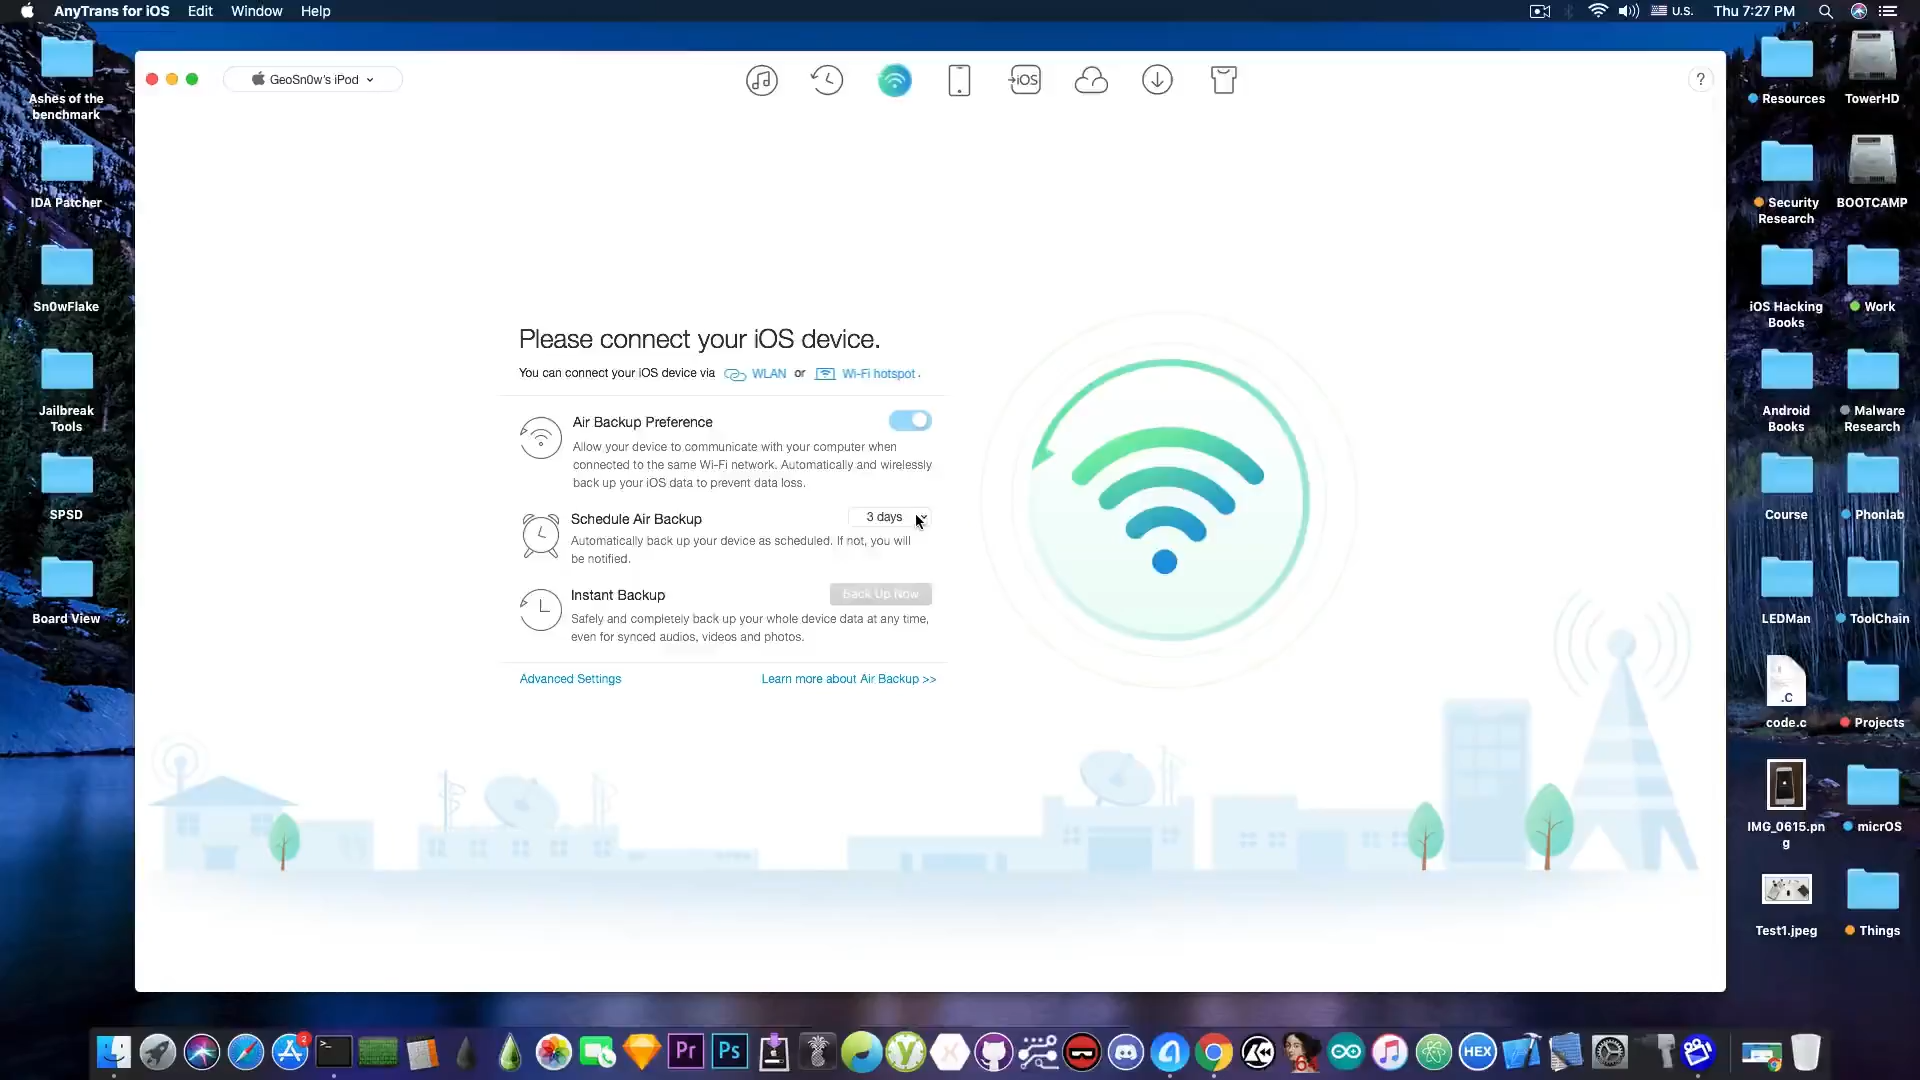 AnyTrans for iOS Edit Window Help
U.S. Thu 7:27 PM
GeoSn0w's iPod
iOS
?
Please connect your iOS device.
You can connect your iOS device via WLAN or Wi-Fi hotspot.
Air Backup Preference
Allow your device to communicate with your computer when
connected to the same Wi-Fi network. Automatically and wirelessly
back up your iOS data to prevent data loss.
Schedule Air Backup
3 days
Automatically back up your device as scheduled. If not, you will
be notified.
Instant Backup
Back Up Now
Safely and completely back up your whole device data at any time,
even for synced audios, videos and photos.
Advanced Settings
Learn more about Air Backup >>
Ashes of the
benchmark
IDA Patcher
Sn0wFlake
Jailbreak
Tools
SPSD
Board View
Resources
TowerHD
Security
Research
BOOTCAMP
iOS Hacking
Books
Work
Android
Books
Malware
Research
Course
Phonlab
LEDMan
ToolChain
.C
code.c
Projects
IMG_0615.pn
g
micrOS
Test1.jpeg
Things
2
>_
Pr
Ps
HEX